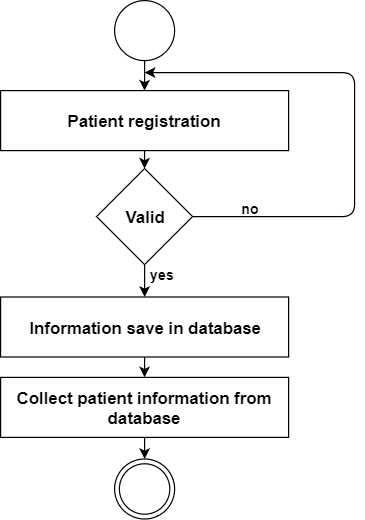 Patient registration
Valid
no
yes
Information save in database
Collect patient information from
database